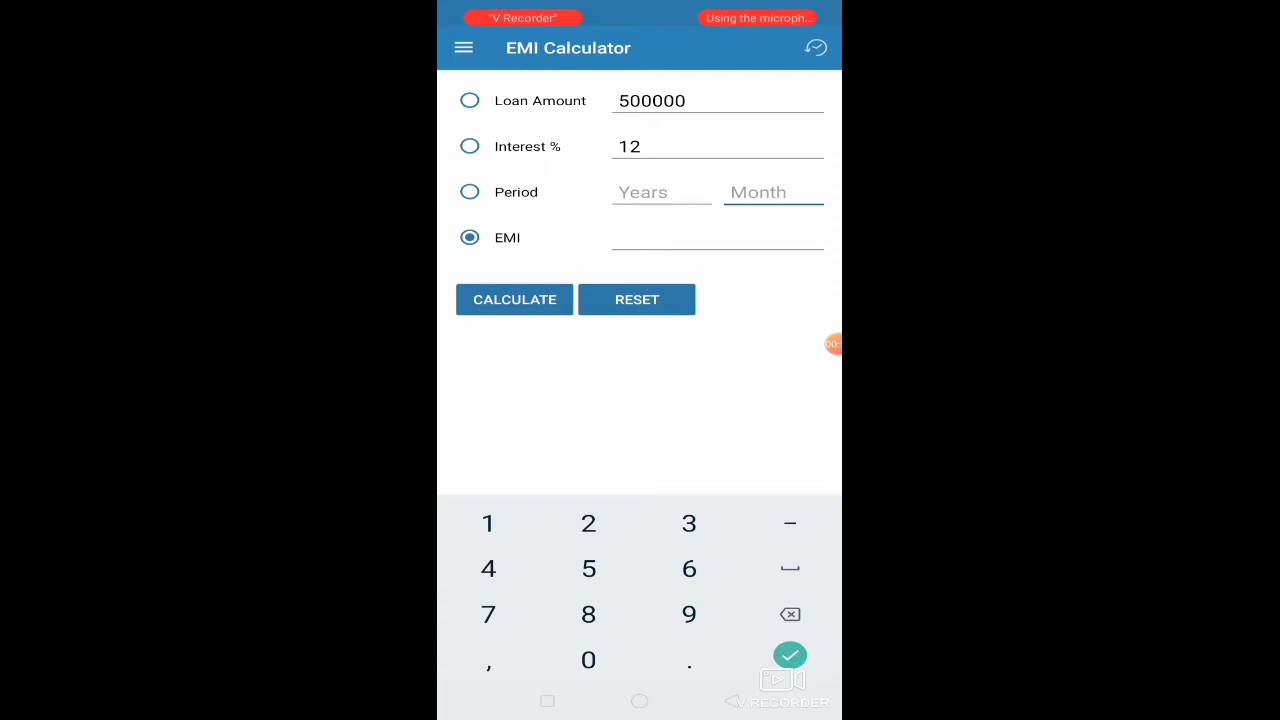 "V Recorder"
Using the microph...
EMI Calculator
Loan Amount 500000
Interest % 12
Period Years Month
EMI
CALCULATE RESET
1 2 3 -
4 5 6
7 8 9
, 0 .
V.RECORDER